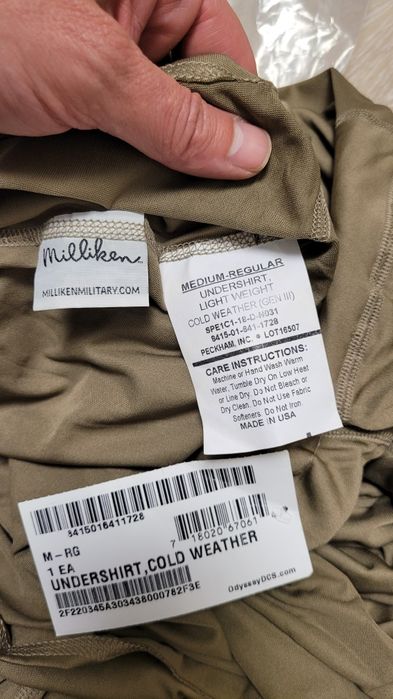 Milliken
MILLIKENMILITARY.COM
MEDIUM-REGULAR
UNDERSHIRT,
LIGHT WEIGHT
COLD WEATHER (GEN III)
SPE1C1-18-D-N031
8415-01-641-1728
PECKHAM, INC. • LOT16507
CARE INSTRUCTIONS:
Machine or Hand Wash Warm
Water, Tumble Dry On Low Heat
or Line Dry. Do Not Bleach or
Dry Clean. Do Not Use Fabric
Softeners. Do Not Iron.
MADE IN USA
8415016411728
M-RG
1 EA
7 18020 67061 4
UNDERSHIRT,COLD WEATHER
2F220345A303438000782F3E
OdysseyDCS.com